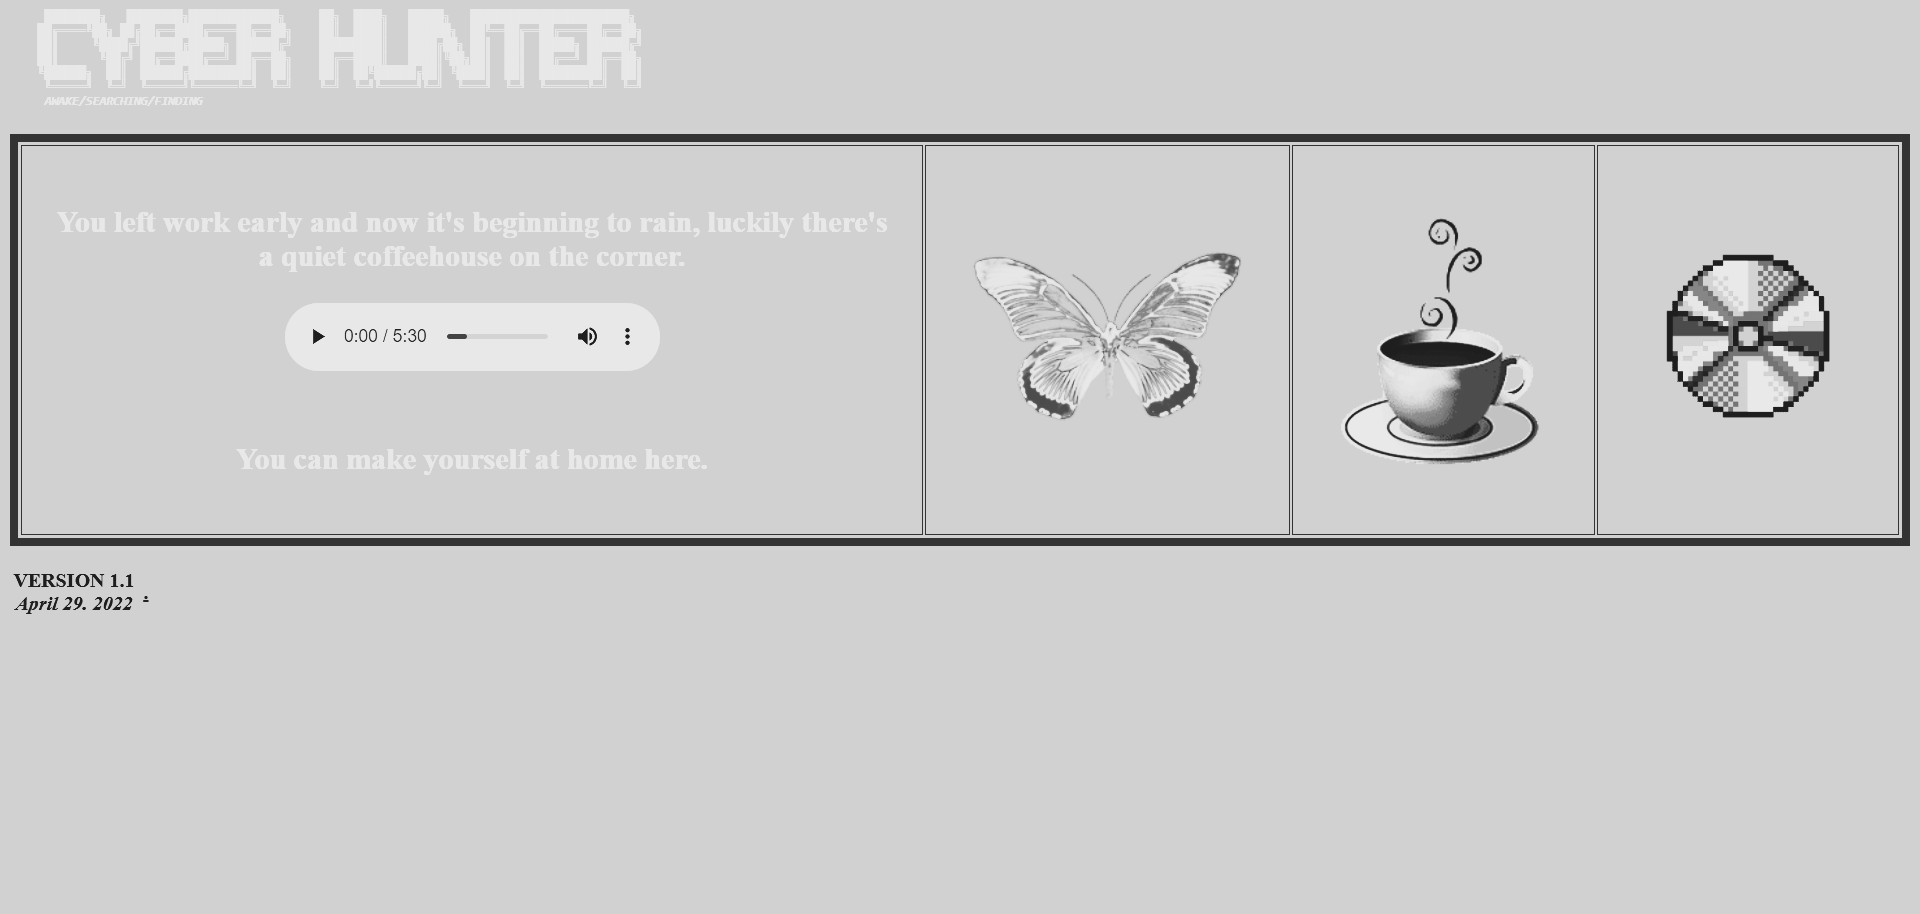 CYBER HUNTER
AWAKE/SEARCHING/FINDING
You left work early and now it's beginning to rain, luckily there's
a quiet coffeehouse on the corner.
0:00 / 5:30
You can make yourself at home here.
VERSION 1.1
April 29. 2022 :